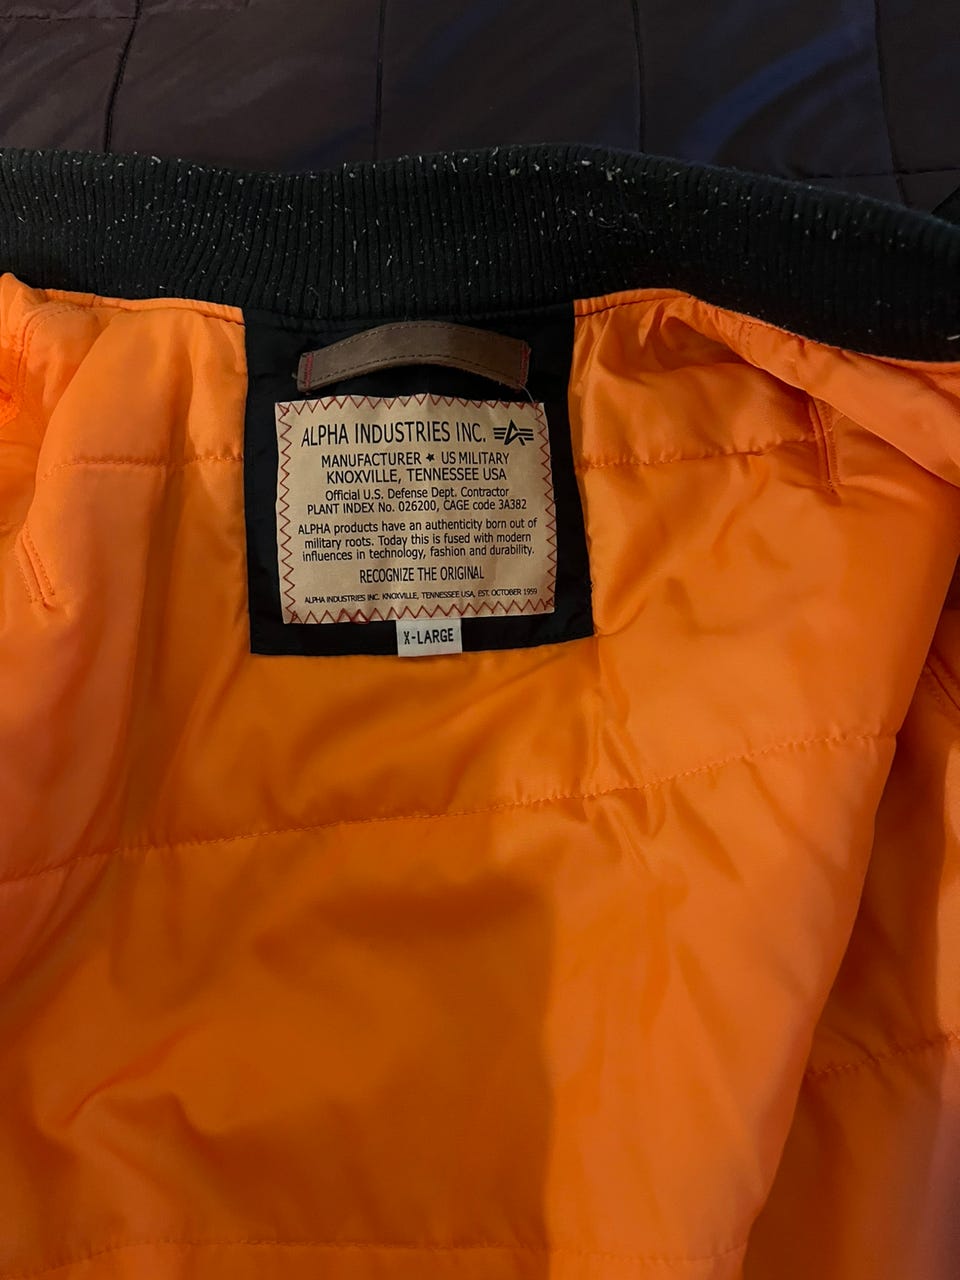 ALPHA INDUSTRIES INC.
MANUFACTURER ★ US MILITARY
KNOXVILLE, TENNESSEE USA
Official U.S. Defense Dept. Contractor
PLANT INDEX No. 026200, CAGE code 3A382
ALPHA products have an authenticity born out of
military roots. Today this is fused with modern
influences in technology, fashion and durability.
RECOGNIZE THE ORIGINAL
ALPHA INDUSTRIES INC. KNOXVILLE, TENNESSEE USA, EST. OCTOBER 1959
X-LARGE